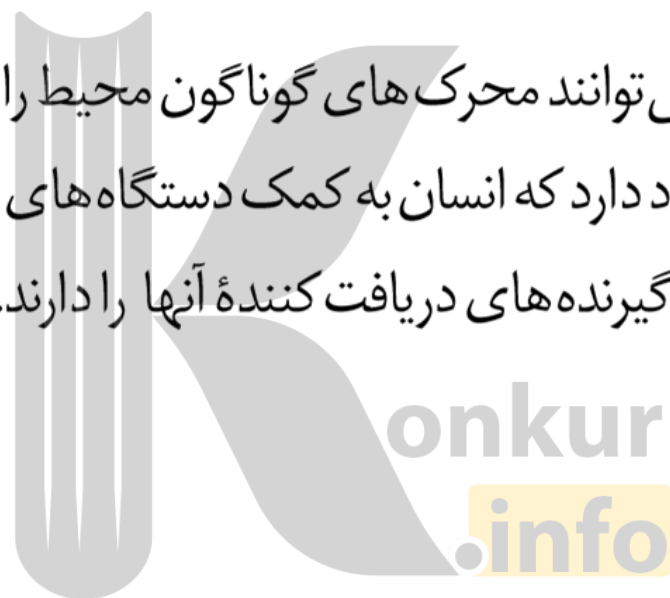 توانند محرک‌های گوناگون محیط را
دارد که انسان به کمک دستگاه‌های
گیرنده‌های دریافت‌کنندهٔ آنها را دارند.
Konkur
.info